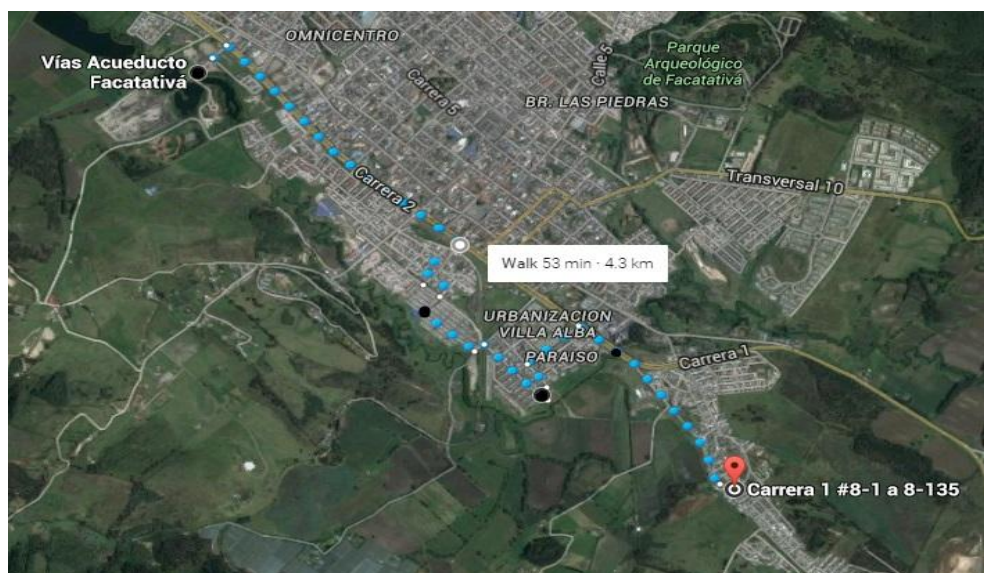 OMNICENTRO
Vías Acueducto
Facatativá
Carrera 5
Calle 5
Parque
Arqueológico
de Facatativá
BR. LAS PIEDRAS
Carrera 2
Transversal 10
Walk 53 min · 4.3 km
URBANIZACION
VILLA ALBA
PARAISO
Carrera 1
Carrera 1 #8-1 a 8-135